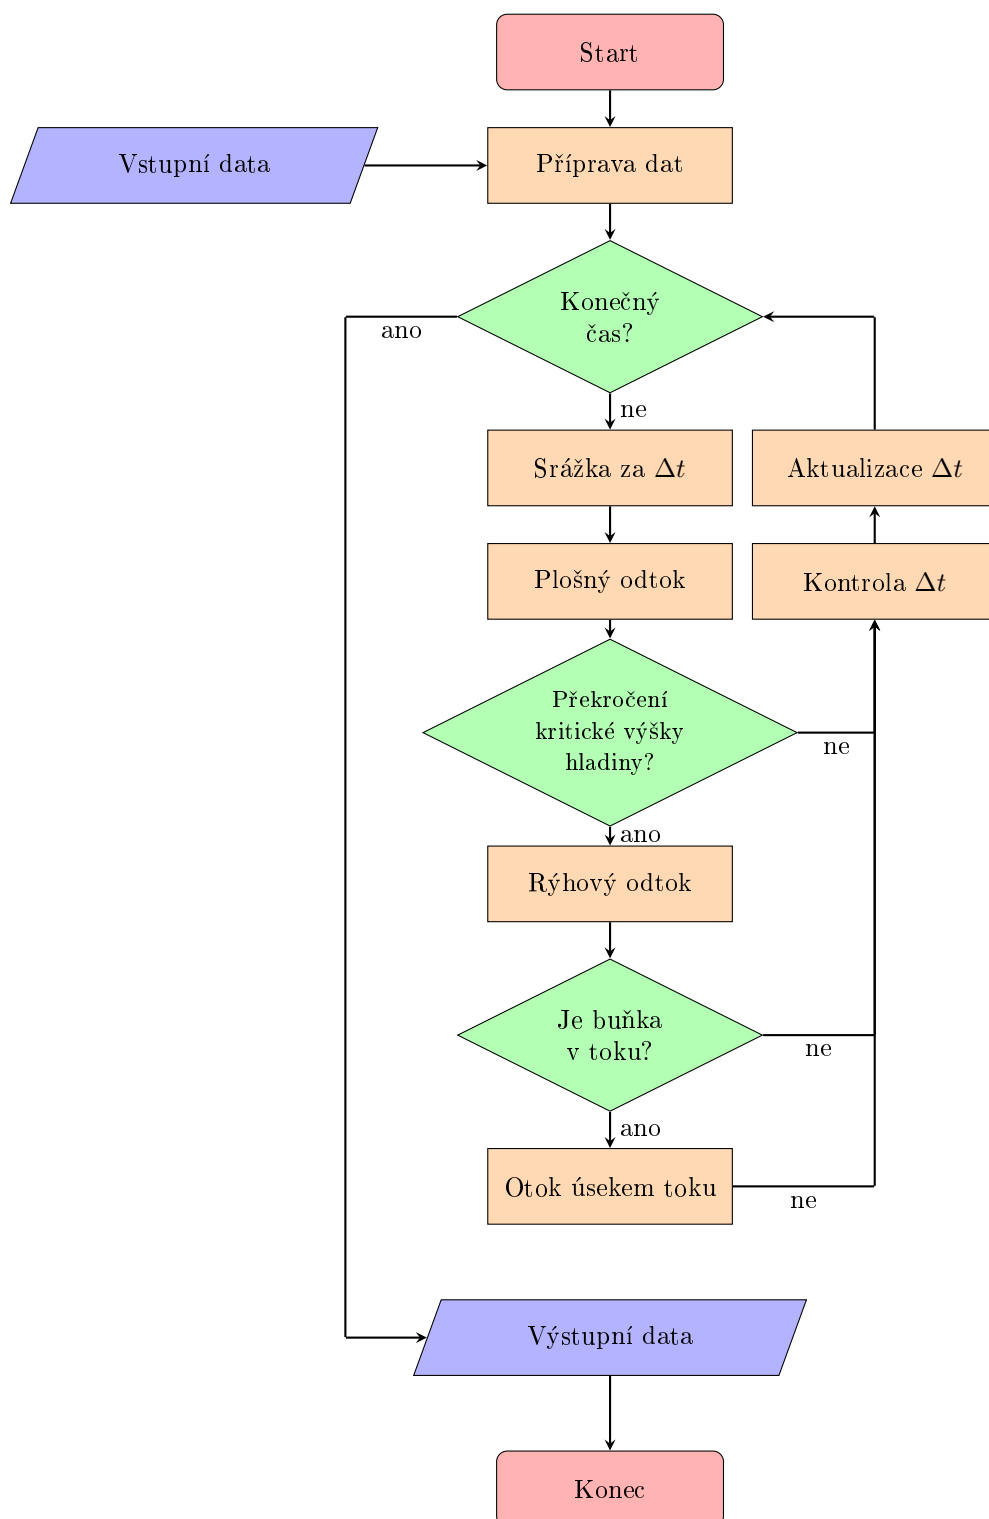 Start
Vstupní data
Příprava dat
Konečný
čas?
ano
ne
Srážka za Δt
Aktualizace Δt
Plošný odtok
Kontrola Δt
Překročení
kritické výšky
hladiny?
ne
ano
Rýhový odtok
Je buňka
v toku?
ne
ano
Otok úsekem toku
ne
Výstupní data
Konec